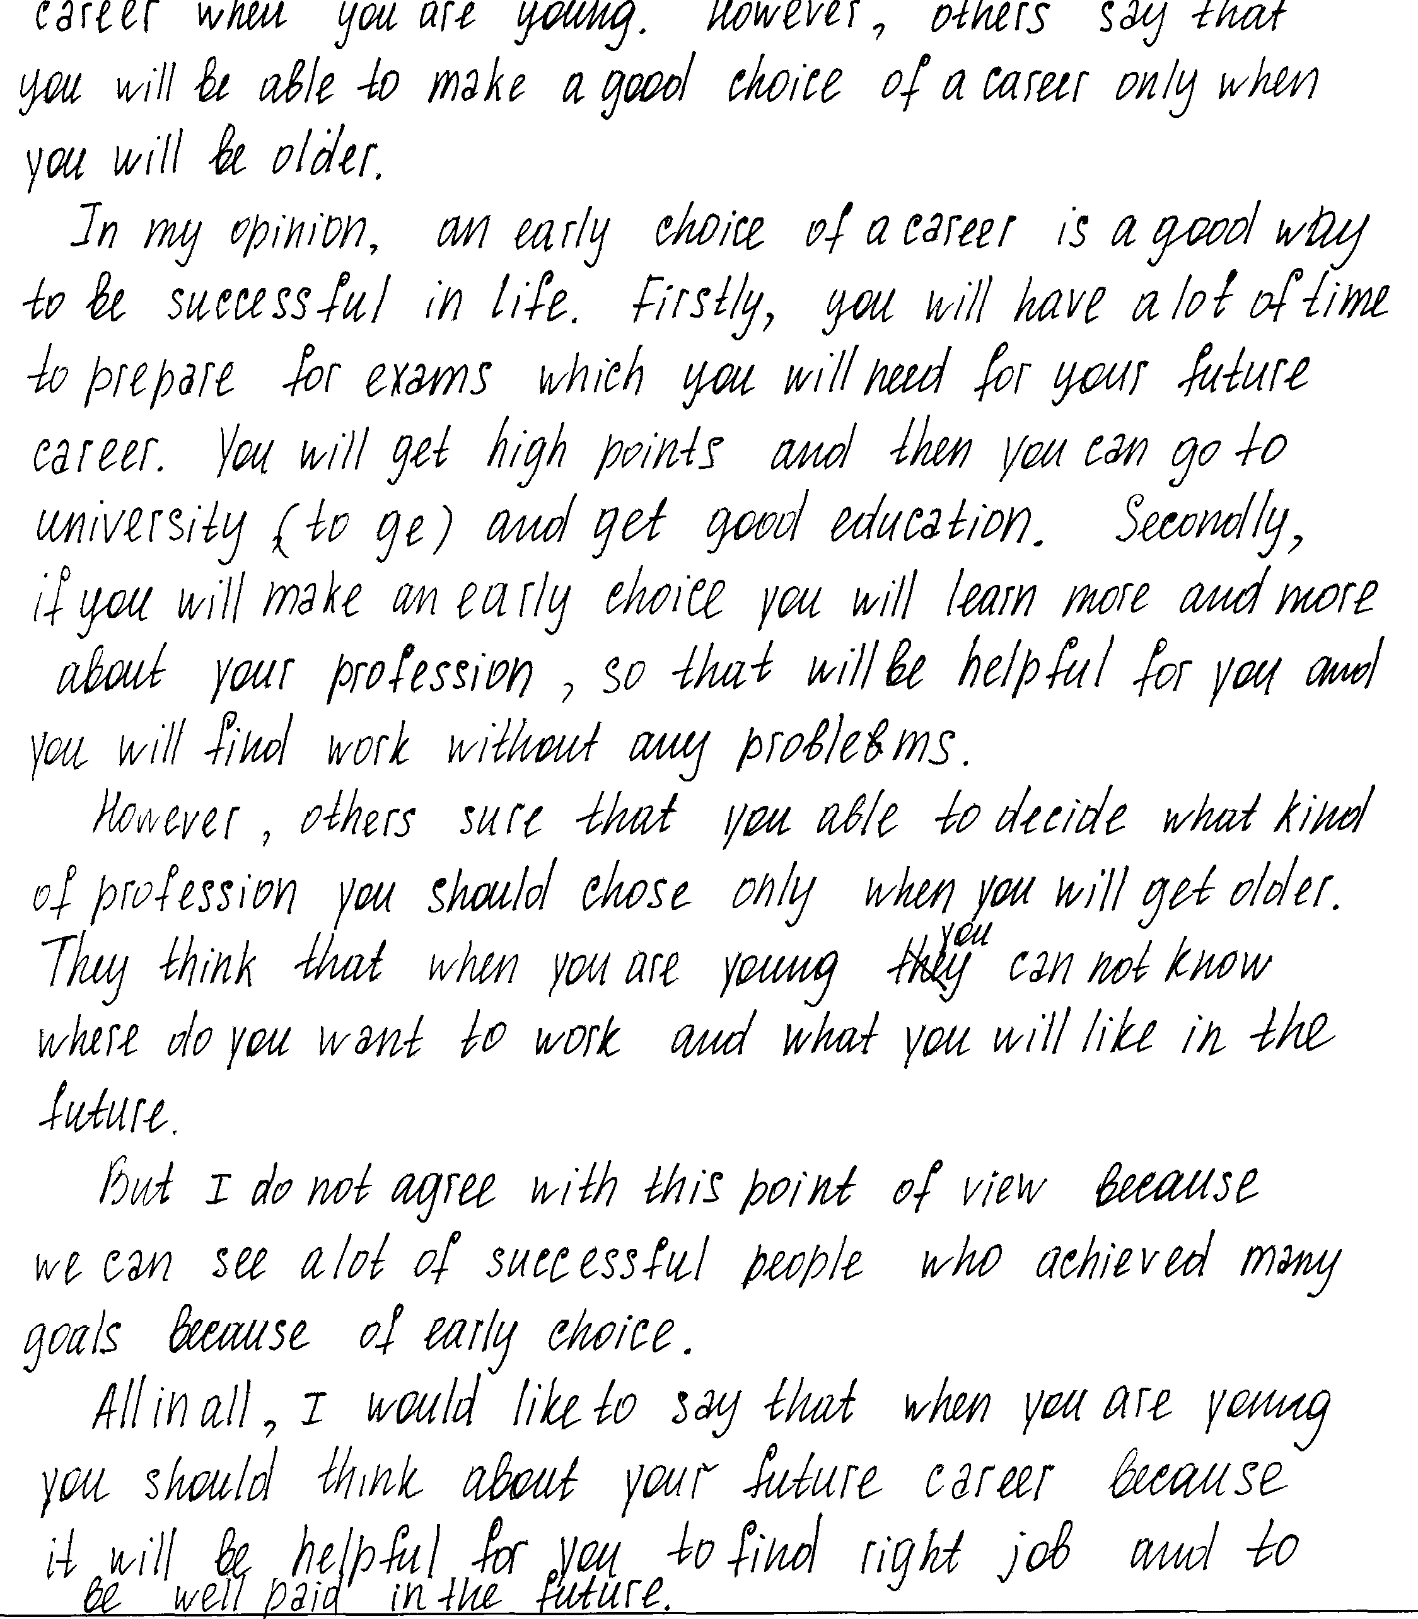 career when you are young. However, others say that
you will be able to make a good choice of a career only when
you will be older.
In my opinion, an early choice of a career is a good way
to be successful in life. Firstly, you will have a lot of time
to prepare for exams which you will need for your future
career. You will get high points and then you can go to
university (to ge) and get good education. Secondly,
if you will make an early choice you will learn more and more
about your profession, so that will be helpful for you and
you will find work without any problems.
However, others sure that you able to decide what kind
of profession you should chose only when you will get older.
They think that when you are young you can not know
where do you want to work and what you will like in the
future.
But I do not agree with this point of view because
we can see a lot of successful people who achieved many
goals because of early choice.
All in all, I would like to say that when you are young
you should think about your future career because
it will be helpful for you to find right job and to
be well paid in the future.